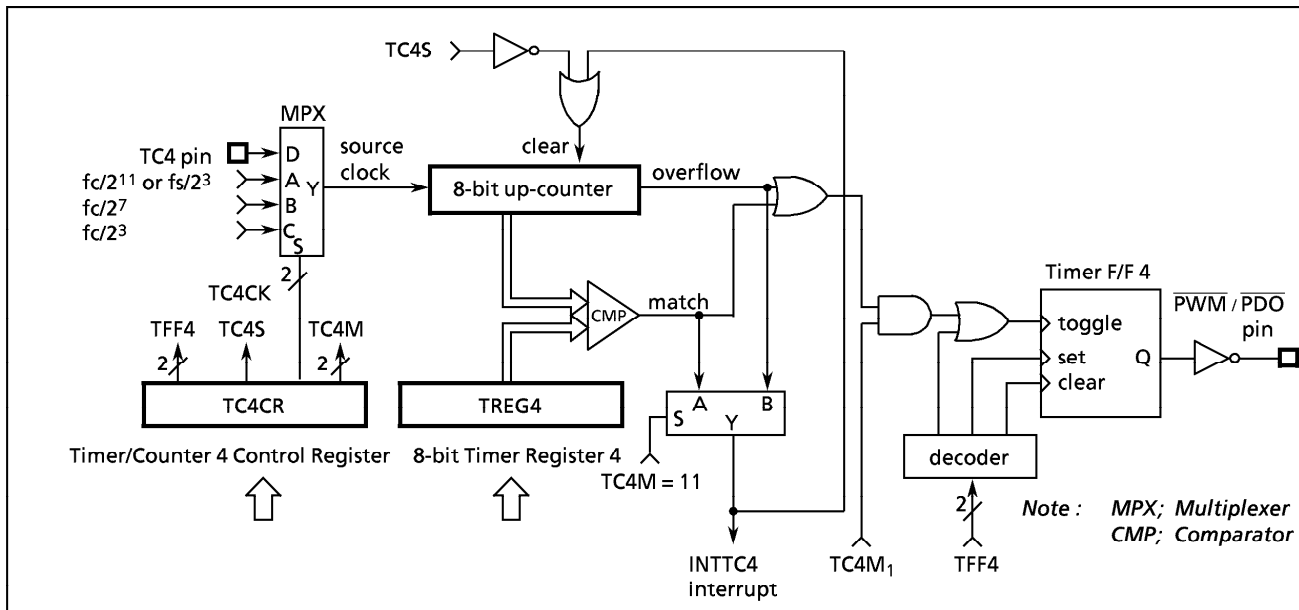 TC4S
MPX
TC4 pin
D
source
clock
clear
fc/2¹¹ or fs/2³
A
Y
8-bit up-counter
overflow
fc/2⁷
B
fc/2³
C
S
2
TC4CK
CMP
match
Timer F/F 4
P̅W̅M̅ / P̅D̅O̅
pin
toggle
set
Q
clear
TFF4
TC4S
TC4M
2
2
TC4CR
TREG4
S
A
B
Y
Timer/Counter 4 Control Register
8-bit Timer Register 4
TC4M = 11
decoder
2
Note : MPX; Multiplexer
CMP; Comparator
INTTC4
interrupt
TC4M₁
TFF4